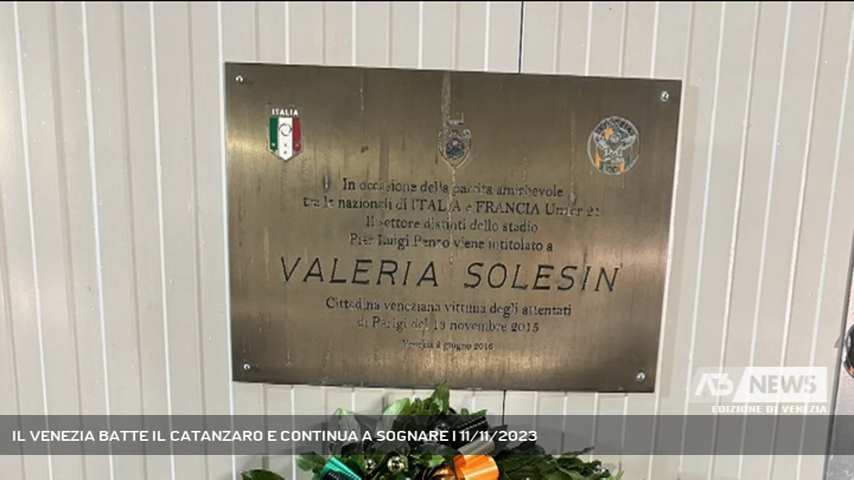 ITALIA
In occasione della partita amichevole
tra le nazionali di ITALIA e FRANCIA Under 21
Il settore distinti dello stadio
Pier Luigi Penzo viene intitolato a
VALERIA SOLESIN
Cittadina veneziana vittima degli attentati
di Parigi del 13 novembre 2015
Venezia 2 giugno 2016
A3 NEWS
EDIZIONE DI VENEZIA
IL VENEZIA BATTE IL CATANZARO E CONTINUA A SOGNARE | 11/11/2023